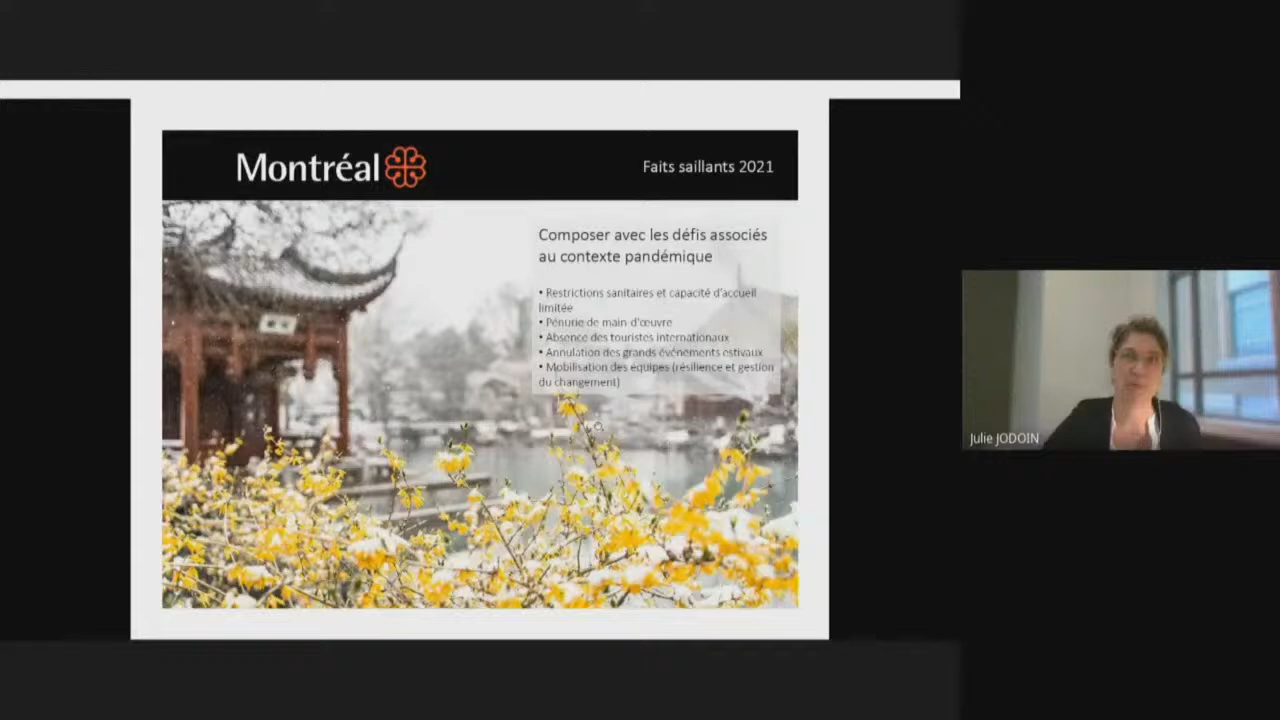 Montréal
Faits saillants 2021
Composer avec les défis associés
au contexte pandémique
• Restrictions sanitaires et capacité d'accueil
limitée
• Pénurie de main-d'œuvre
• Absence des touristes internationaux
• Annulation des grands événements estivaux
• Mobilisation des équipes (résilience et gestion
du changement)
Julie JODOIN